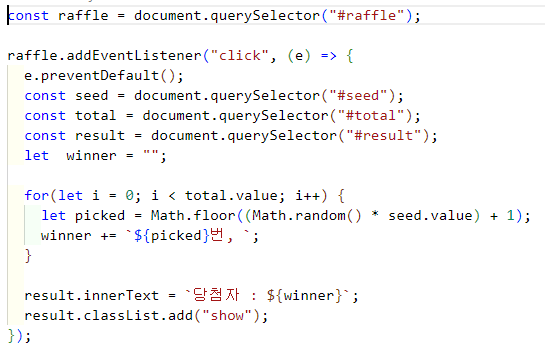 const raffle = document.querySelector("#raffle");

raffle.addEventListener("click", (e) => {
  e.preventDefault();
  const seed = document.querySelector("#seed");
  const total = document.querySelector("#total");
  const result = document.querySelector("#result");
  let  winner = "";

  for(let i = 0; i < total.value; i++) {
    let picked = Math.floor((Math.random() * seed.value) + 1);
    winner += `${picked}번, `;
  }

  result.innerText = `당첨자 : ${winner}`;
  result.classList.add("show");
});